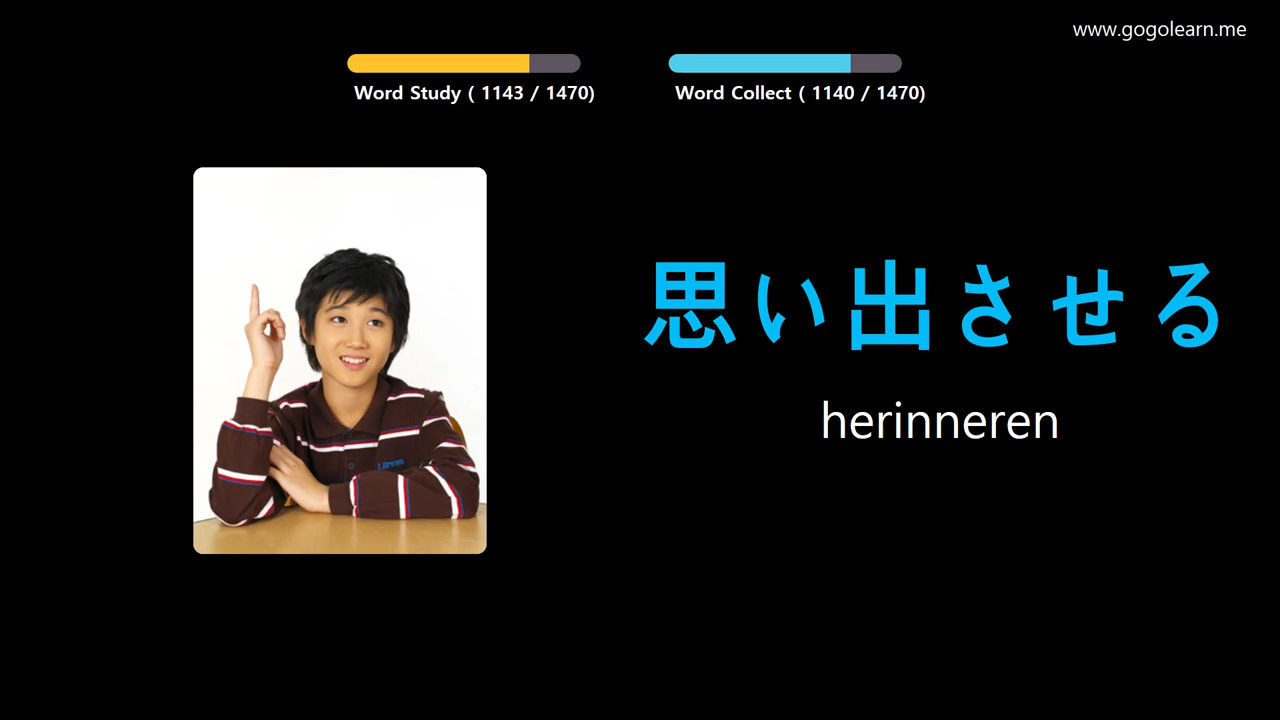 www.gogolearn.me
Word Study ( 1143 / 1470)
Word Collect ( 1140 / 1470)
思い出させる
herinneren